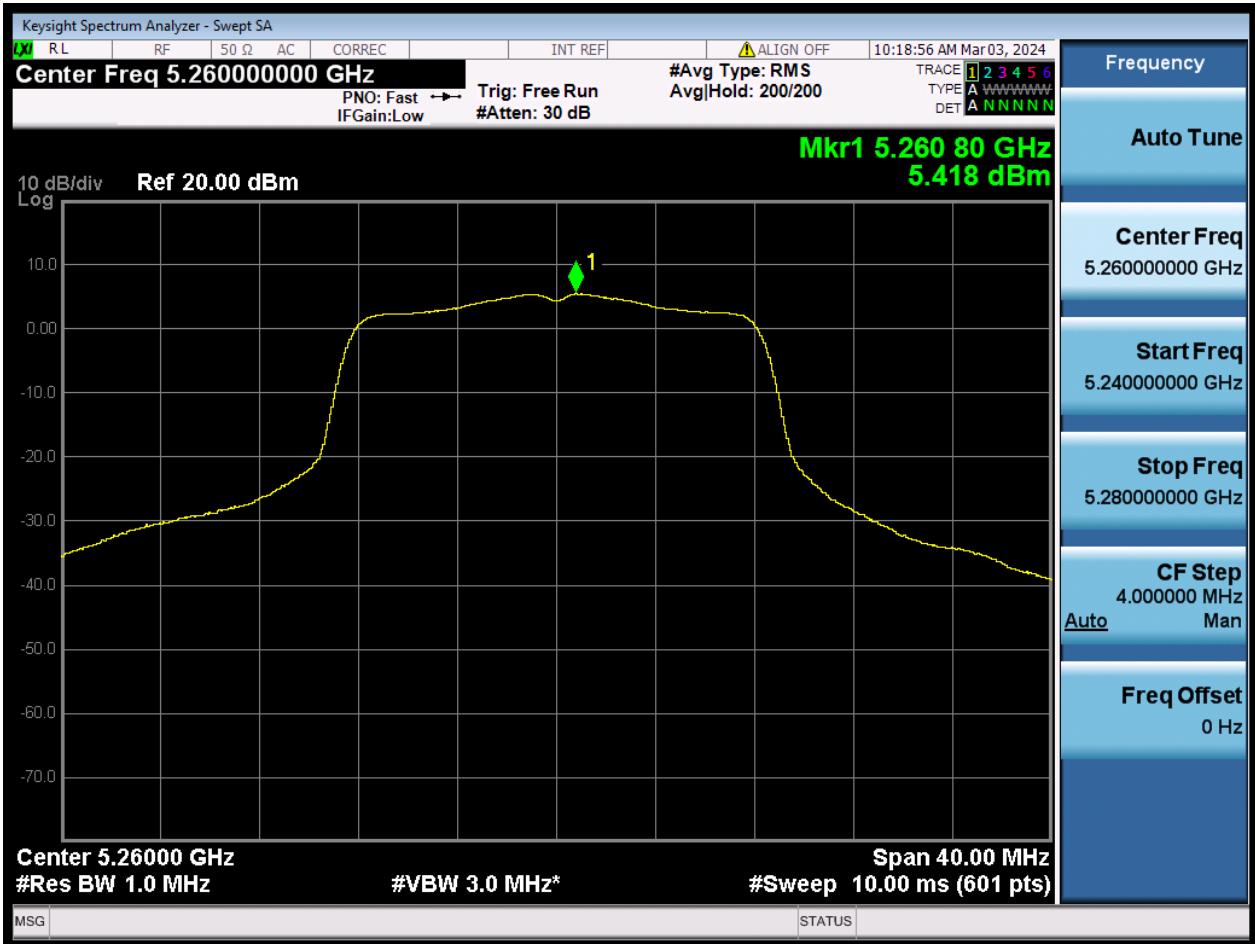 Keysight Spectrum Analyzer - Swept SA
LXI RL RF 50 Ω AC CORREC INT REF ALIGN OFF 10:18:56 AM Mar 03, 2024
Center Freq 5.260000000 GHz
PNO: Fast
IFGain:Low
Trig: Free Run
#Atten: 30 dB
#Avg Type: RMS
Avg|Hold: 200/200
TRACE 1 2 3 4 5 6
TYPE A WWWWW
DET A N N N N N
Mkr1 5.260 80 GHz
5.418 dBm
10 dB/div Ref 20.00 dBm
Log
1
10.0
0.00
-10.0
-20.0
-30.0
-40.0
-50.0
-60.0
-70.0
Center 5.26000 GHz Span 40.00 MHz
#Res BW 1.0 MHz #VBW 3.0 MHz* #Sweep 10.00 ms (601 pts)
MSG STATUS
Frequency
Auto Tune
Center Freq
5.260000000 GHz
Start Freq
5.240000000 GHz
Stop Freq
5.280000000 GHz
CF Step
4.000000 MHz
Auto Man
Freq Offset
0 Hz